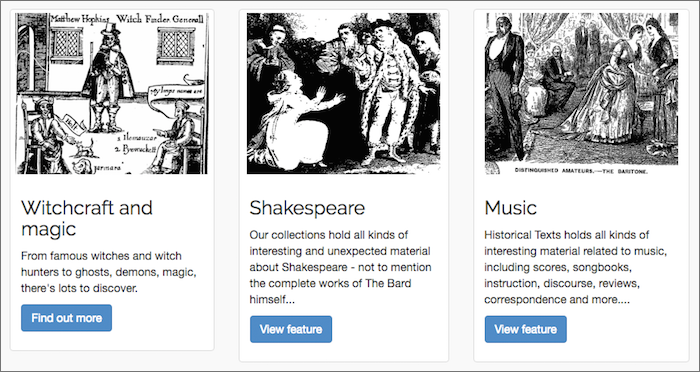 Matthew Hopkins Witch Finder Generall
my Imps names are
1 Ilemauzar
2 Pyewackett
Jarmara
Witchcraft and
magic
From famous witches and witch
hunters to ghosts, demons, magic,
there's lots to discover.
Find out more
Shakespeare
Our collections hold all kinds of
interesting and unexpected material
about Shakespeare - not to mention
the complete works of The Bard
himself...
View feature
DISTINGUISHED AMATEURS.—THE BARITONE.
Music
Historical Texts holds all kinds of
interesting material related to music,
including scores, songbooks,
instruction, discourse, reviews,
correspondence and more....
View feature